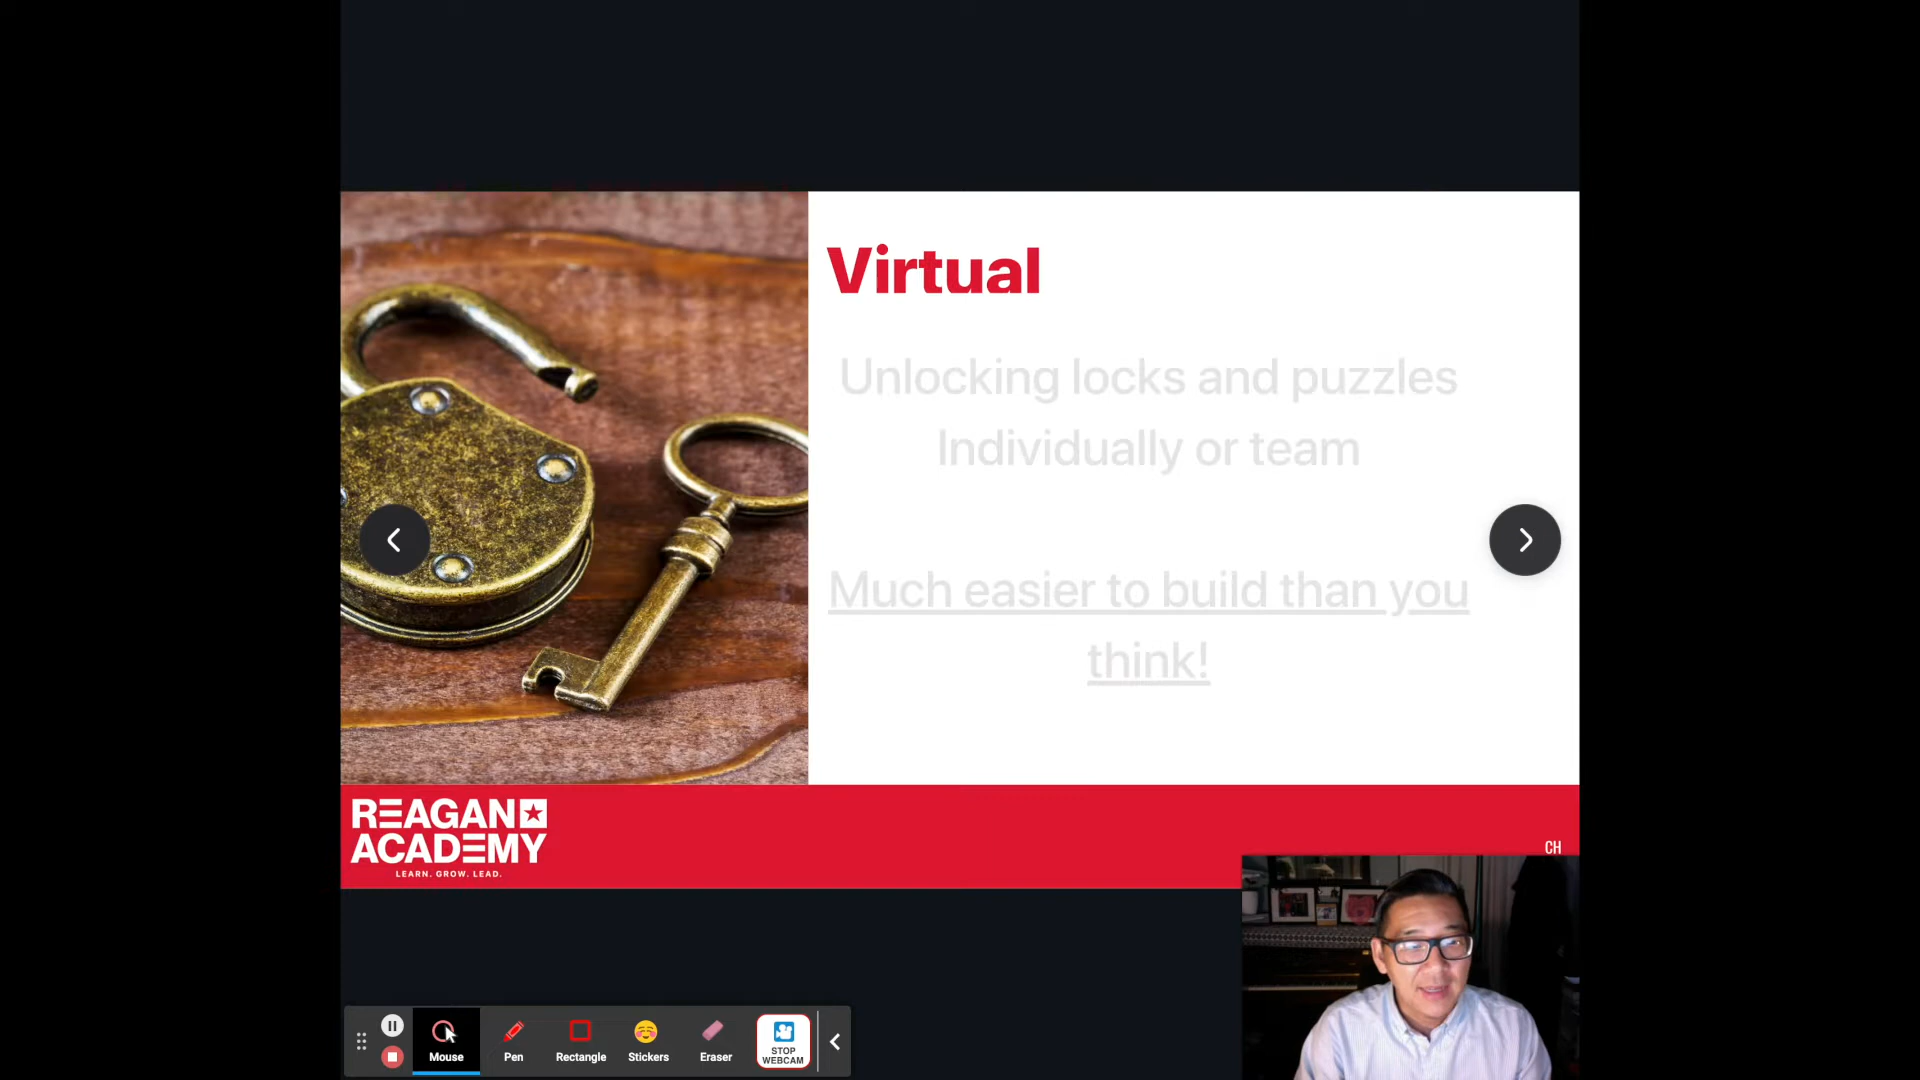 Virtual
Unlocking locks and puzzles
Individually or team
Much easier to build than you
think!
REAGAN
ACADEMY
LEARN. GROW. LEAD.
CH
Mouse
Pen
Rectangle
Stickers
Eraser
STOP
WEBCAM